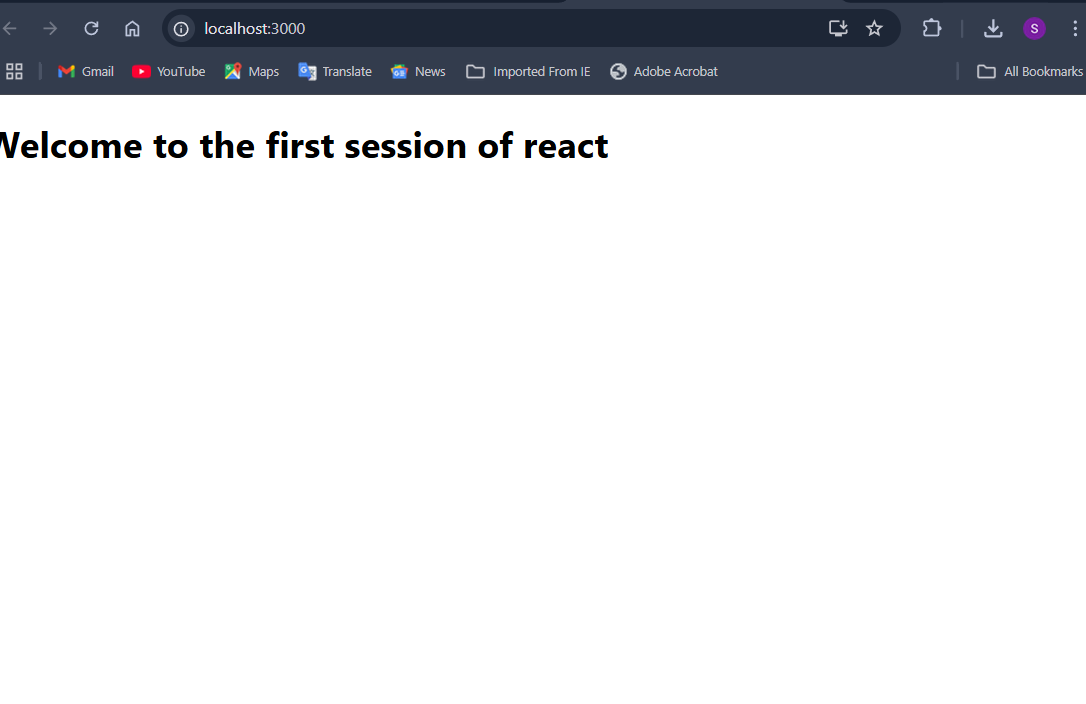 localhost:3000
S
Gmail YouTube Maps Translate News Imported From IE Adobe Acrobat All Bookmarks
Welcome to the first session of react